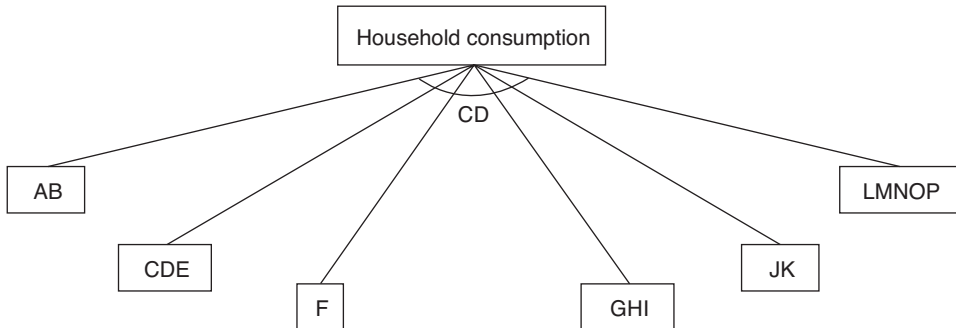 Household consumption
CD
AB
LMNOP
CDE
JK
F
GHI